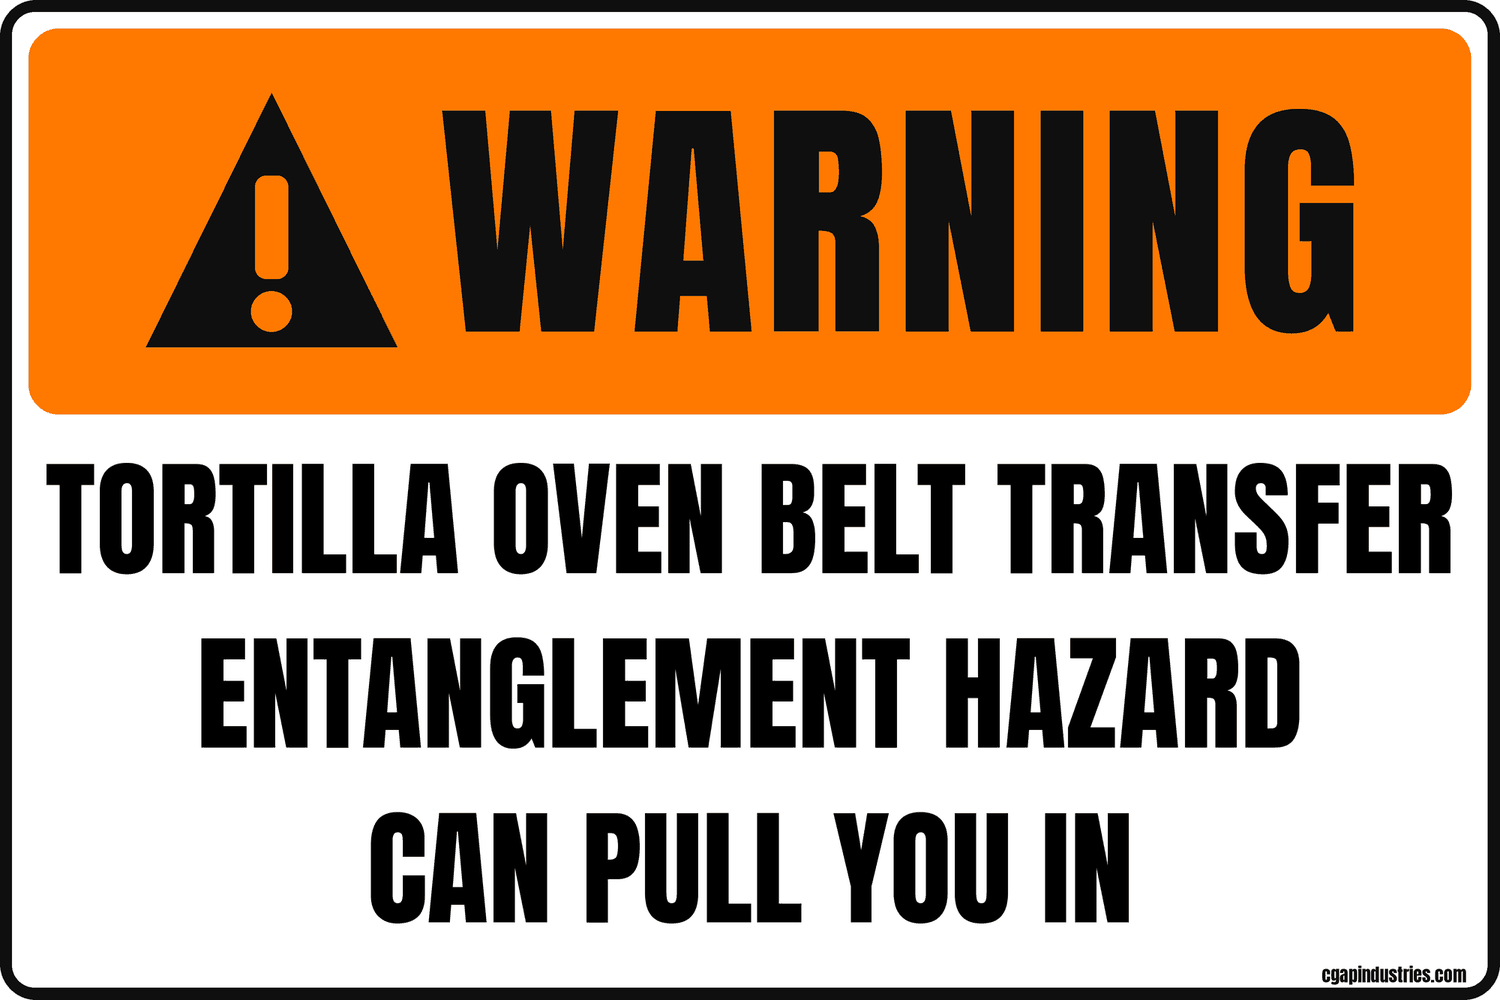 WARNING
TORTILLA OVEN BELT TRANSFER
ENTANGLEMENT HAZARD
CAN PULL YOU IN
cgapindustries.com